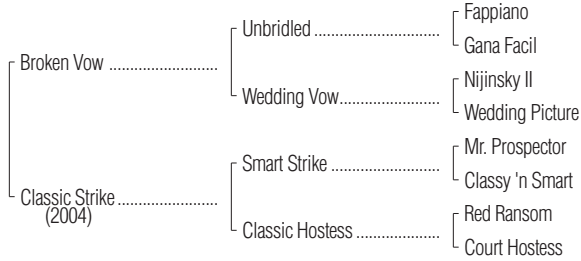 Fappiano
Unbridled
Gana Facil
Broken Vow
Nijinsky II
Wedding Vow
Wedding Picture
Mr. Prospector
Smart Strike
Classy 'n Smart
Classic Strike
(2004)
Red Ransom
Classic Hostess
Court Hostess